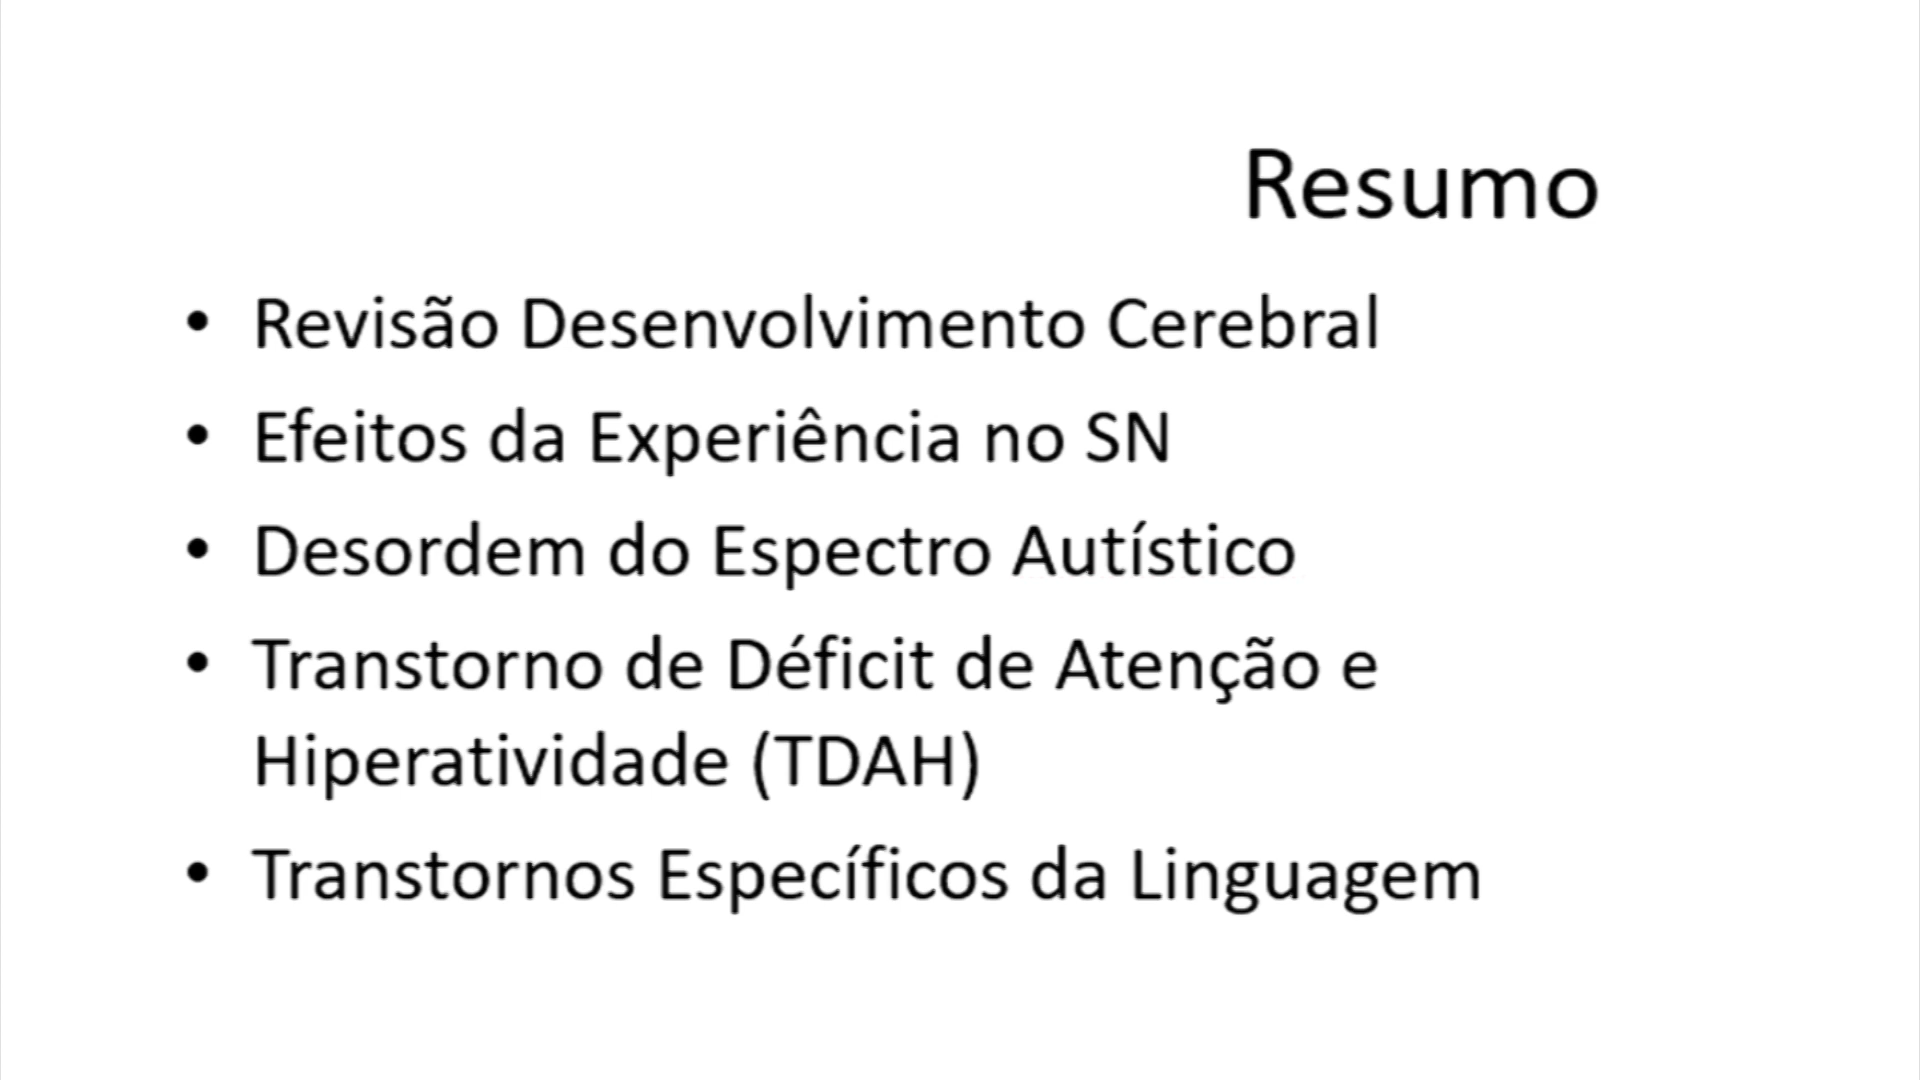 Resumo
• Revisão Desenvolvimento Cerebral
• Efeitos da Experiência no SN
• Desordem do Espectro Autístico
• Transtorno de Déficit de Atenção e
Hiperatividade (TDAH)
• Transtornos Específicos da Linguagem